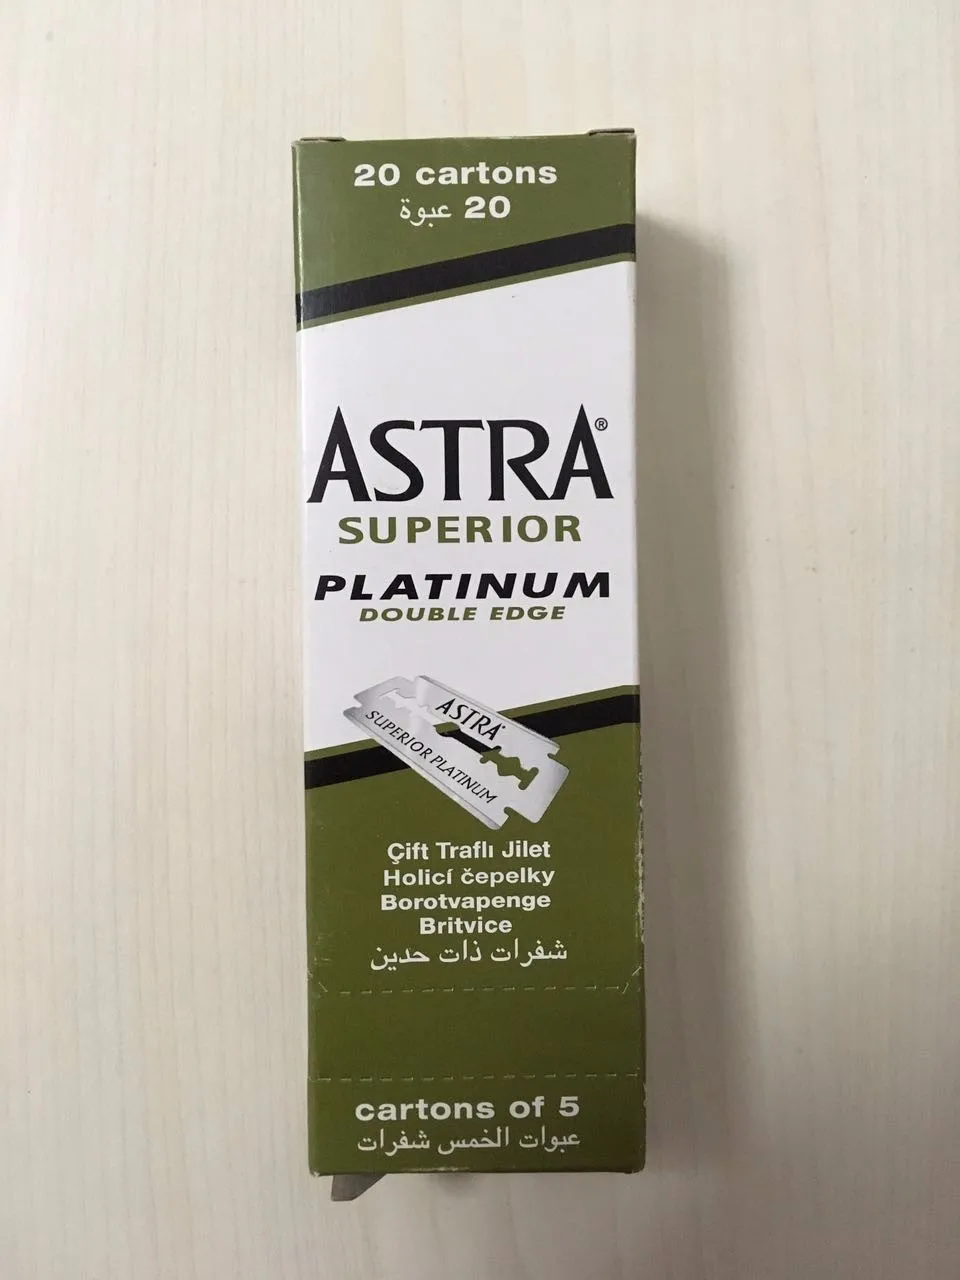 20 cartons
20 عبوة
ASTRA®
SUPERIOR
PLATINUM
DOUBLE EDGE
ASTRA®
SUPERIOR PLATINUM
Çift Traflı Jilet
Holicí čepelky
Borotvapenge
Britvice
شفرات ذات حدين
cartons of 5
عبوات الخمس شفرات